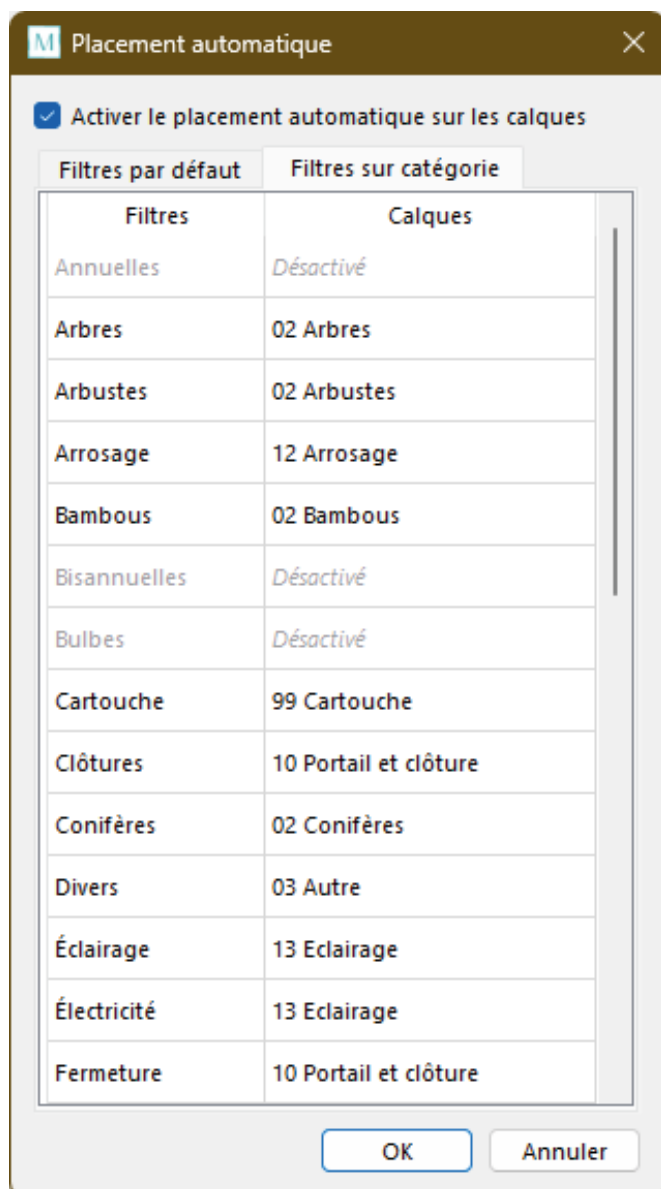 M Placement automatique
Activer le placement automatique sur les calques
Filtres par défaut Filtres sur catégorie
Filtres Calques
Annuelles Désactivé
Arbres 02 Arbres
Arbustes 02 Arbustes
Arrosage 12 Arrosage
Bambous 02 Bambous
Bisannuelles Désactivé
Bulbes Désactivé
Cartouche 99 Cartouche
Clôtures 10 Portail et clôture
Conifères 02 Conifères
Divers 03 Autre
Éclairage 13 Eclairage
Électricité 13 Eclairage
Fermeture 10 Portail et clôture
OK Annuler